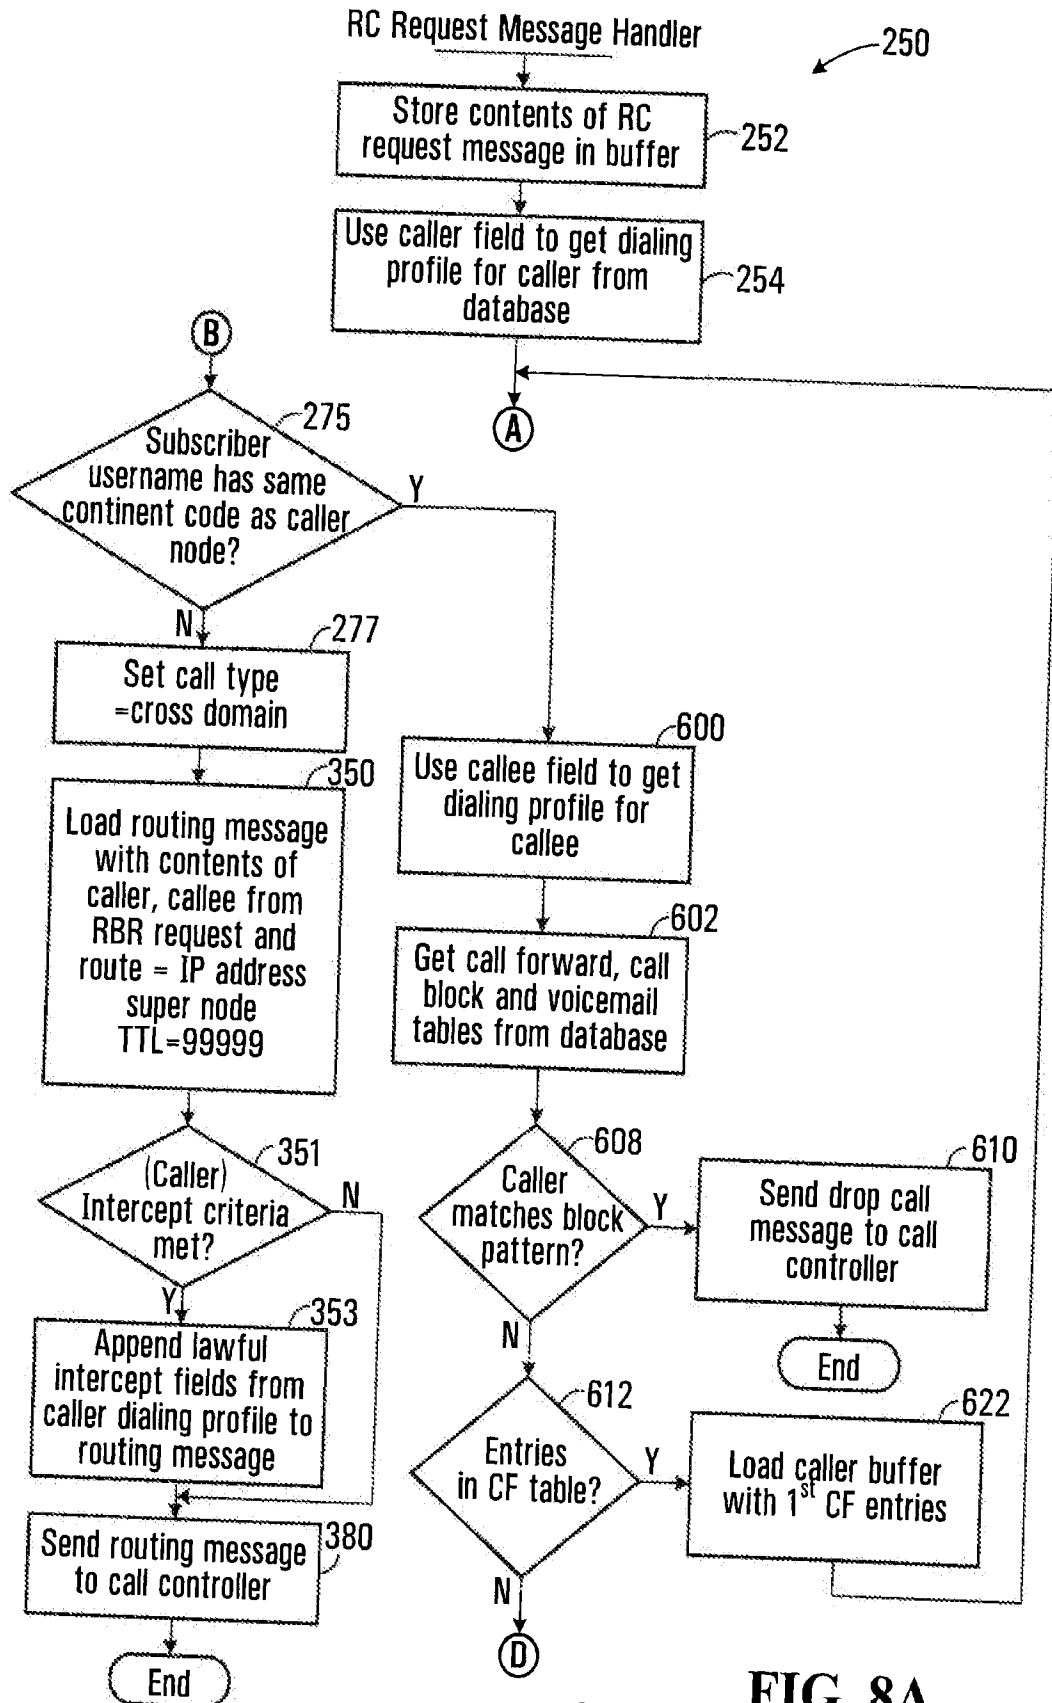 RC Request Message Handler
250
Store contents of RC
request message in buffer
252
Use caller field to get dialing
profile for caller from
database
254
B
A
275
Subscriber
username has same
continent code as caller
node?
Y
N
277
Set call type
=cross domain
350
Load routing message
with contents of
caller, callee from
RBR request and
route = IP address
super node
TTL=99999
351
(Caller)
Intercept criteria
met?
N
Y
353
Append lawful
intercept fields from
caller dialing profile to
routing message
380
Send routing message
to call controller
End
600
Use callee field to get
dialing profile for
callee
602
Get call forward, call
block and voicemail
tables from database
608
Caller
matches block
pattern?
Y
N
610
Send drop call
message to call
controller
End
612
Entries
in CF table?
Y
N
622
Load caller buffer
with 1st CF entries
D
FIG. 8A